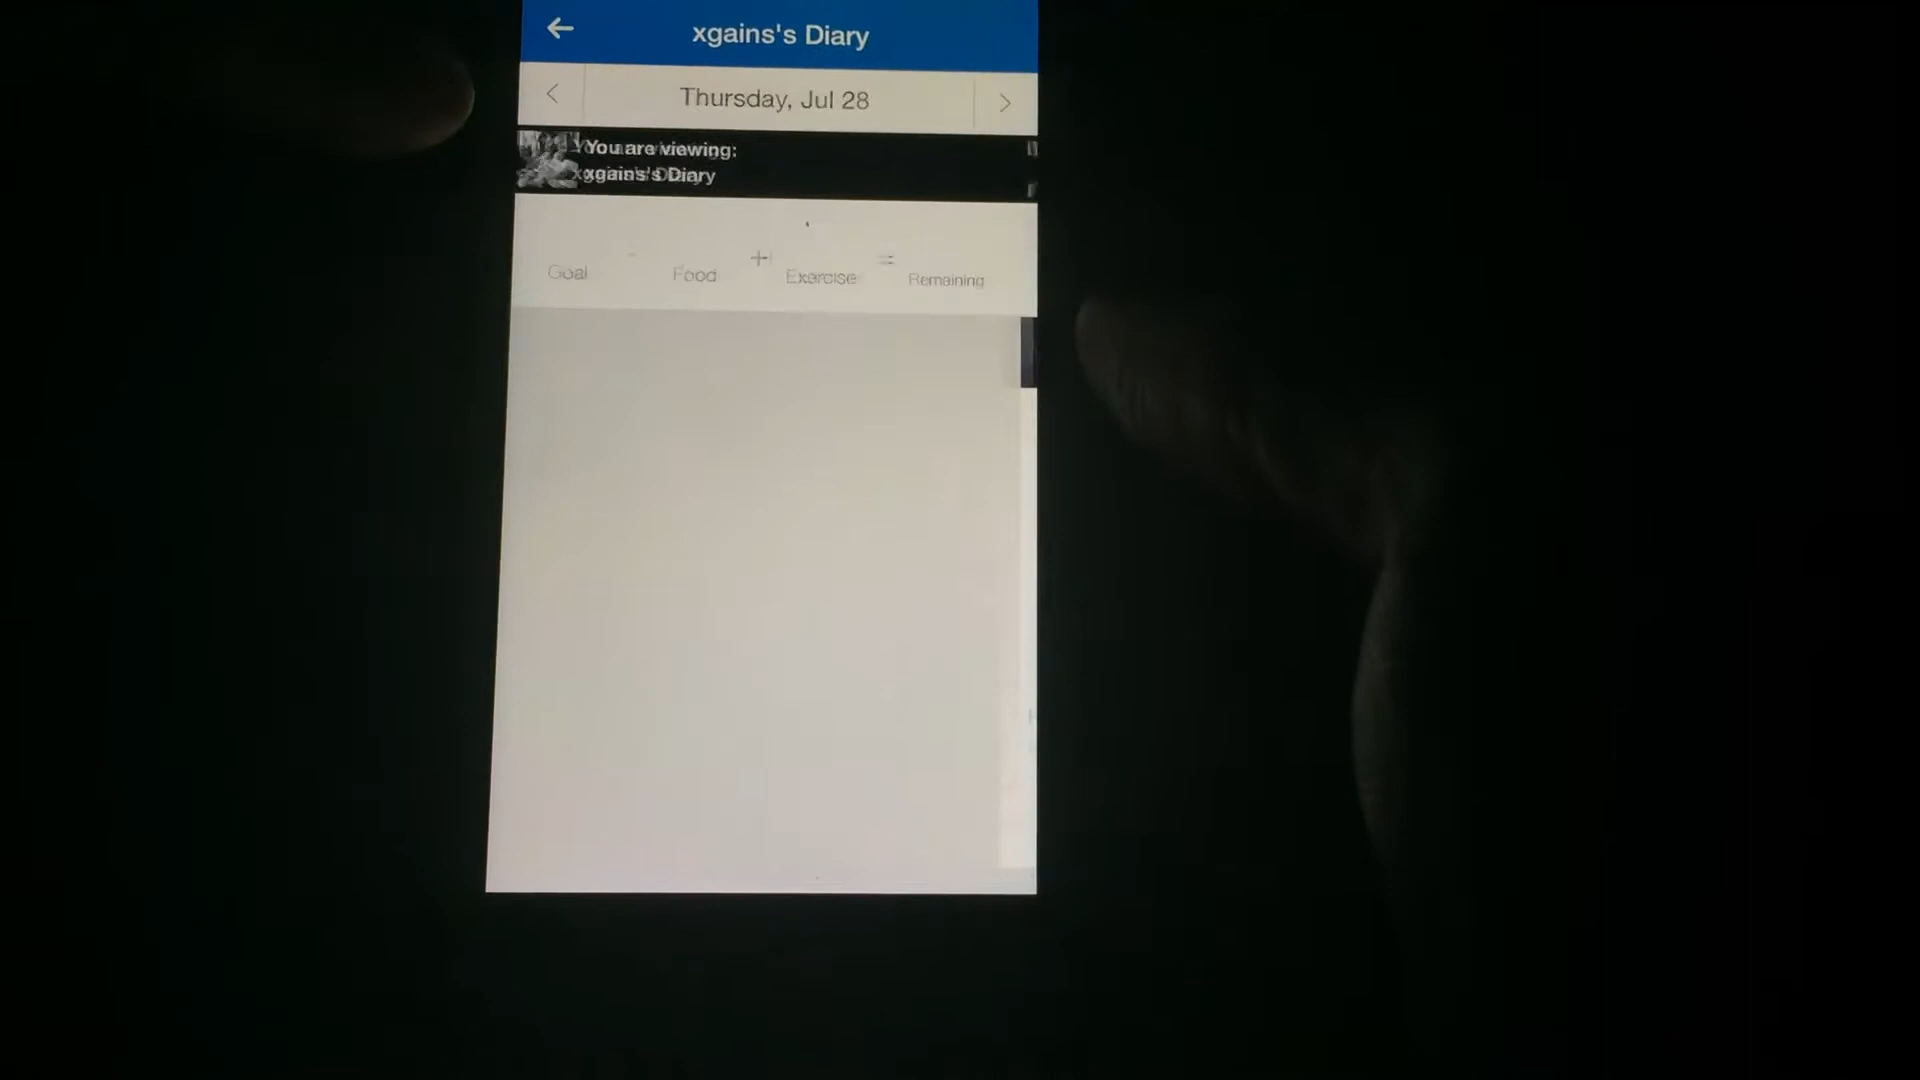 xgains's Diary
Thursday, Jul 28
You are viewing:
xgains's Diary
- + =
Goal Food Exercise Remaining